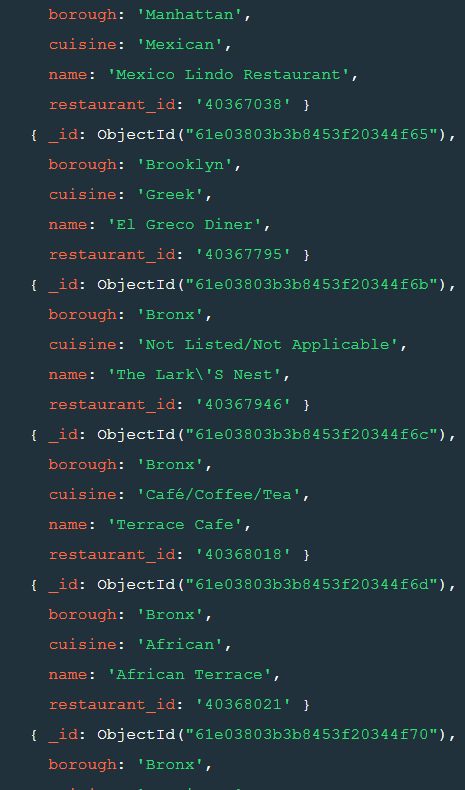 borough: 'Manhattan',
cuisine: 'Mexican',
name: 'Mexico Lindo Restaurant',
restaurant_id: '40367038' }
{ _id: ObjectId("61e03803b3b8453f20344f65"),
borough: 'Brooklyn',
cuisine: 'Greek',
name: 'El Greco Diner',
restaurant_id: '40367795' }
{ _id: ObjectId("61e03803b3b8453f20344f6b"),
borough: 'Bronx',
cuisine: 'Not Listed/Not Applicable',
name: 'The Lark\'S Nest',
restaurant_id: '40367946' }
{ _id: ObjectId("61e03803b3b8453f20344f6c"),
borough: 'Bronx',
cuisine: 'Café/Coffee/Tea',
name: 'Terrace Cafe',
restaurant_id: '40368018' }
{ _id: ObjectId("61e03803b3b8453f20344f6d"),
borough: 'Bronx',
cuisine: 'African',
name: 'African Terrace',
restaurant_id: '40368021' }
{ _id: ObjectId("61e03803b3b8453f20344f70"),
borough: 'Bronx',